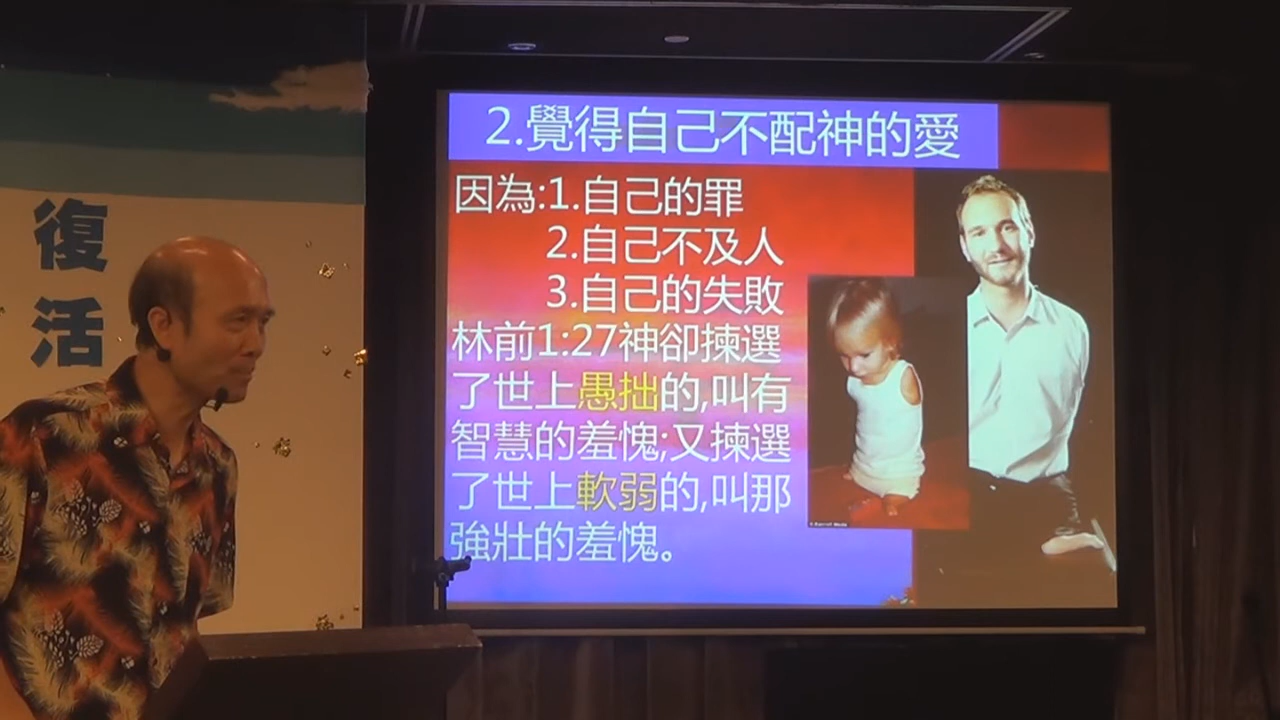 復活
2.覺得自己不配神的愛
因為:1.自己的罪
2.自己不及人
3.自己的失敗
林前1:27神卻揀選
了世上愚拙的,叫有
智慧的羞愧;又揀選
了世上軟弱的,叫那
強壯的羞愧。